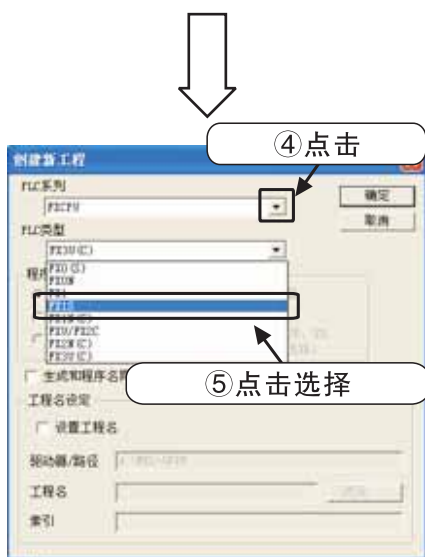 ④点击
创建新工程
PLC系列
确定
FXCPU
取消
PLC类型
FX3U(C)
FX0(S)
FX0N
FX1
FX1S
FX1N(C)
FXU/FX2C
FX2N(C)
FX3U(C)
⑤点击选择
生成和程序名
工程名设定
设置工程名
驱动器/路径
工程名
索引